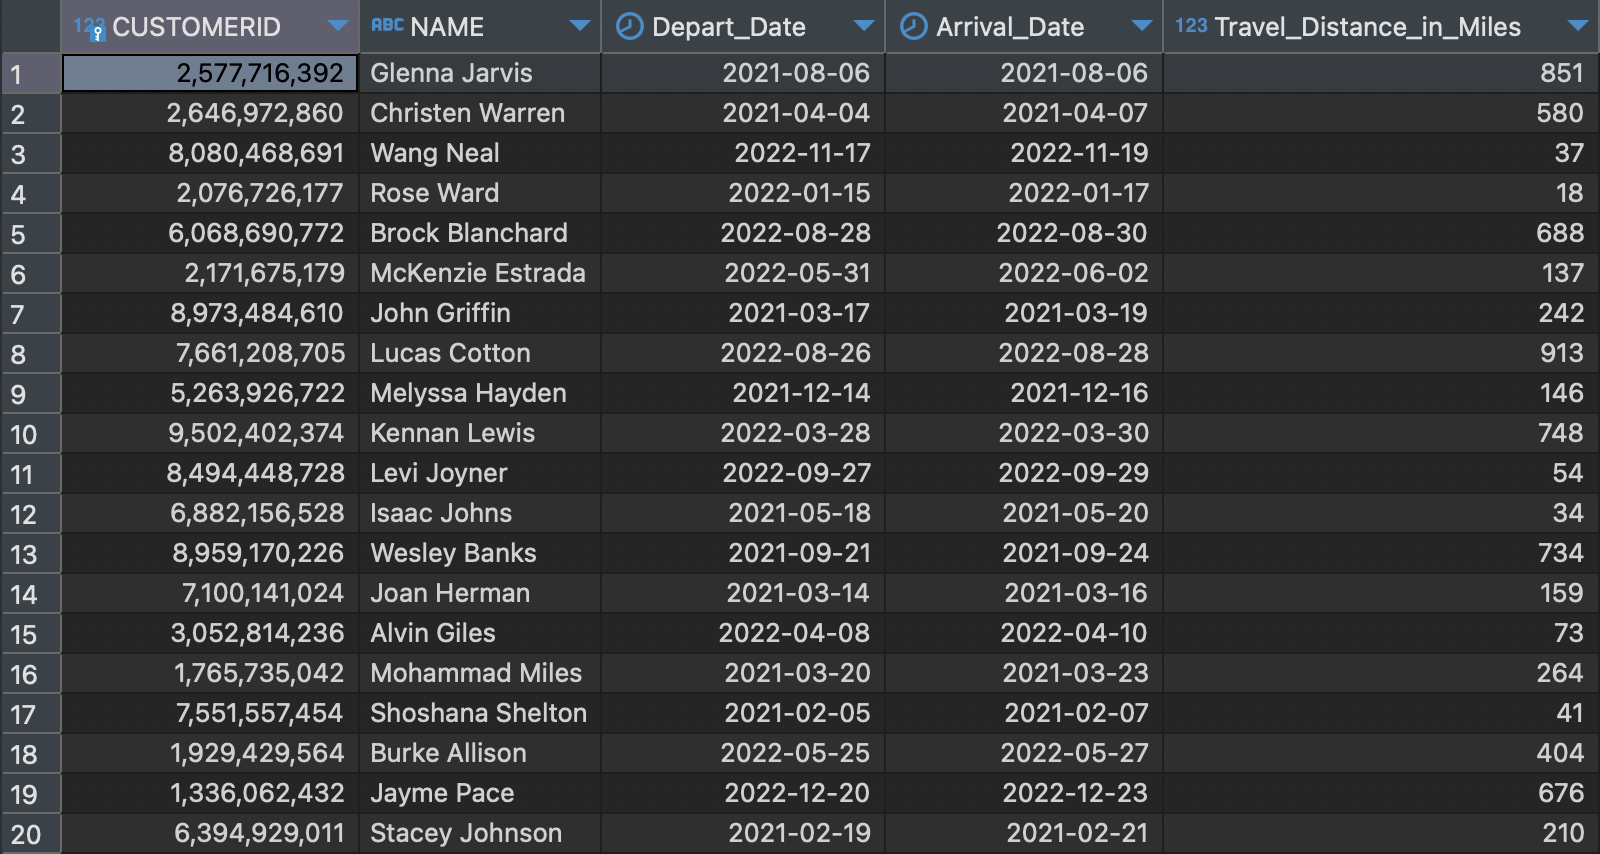 123 CUSTOMERID ABC NAME Depart_Date Arrival_Date 123 Travel_Distance_in_Miles
1 2,577,716,392 Glenna Jarvis 2021-08-06 2021-08-06 851
2 2,646,972,860 Christen Warren 2021-04-04 2021-04-07 580
3 8,080,468,691 Wang Neal 2022-11-17 2022-11-19 37
4 2,076,726,177 Rose Ward 2022-01-15 2022-01-17 18
5 6,068,690,772 Brock Blanchard 2022-08-28 2022-08-30 688
6 2,171,675,179 McKenzie Estrada 2022-05-31 2022-06-02 137
7 8,973,484,610 John Griffin 2021-03-17 2021-03-19 242
8 7,661,208,705 Lucas Cotton 2022-08-26 2022-08-28 913
9 5,263,926,722 Melyssa Hayden 2021-12-14 2021-12-16 146
10 9,502,402,374 Kennan Lewis 2022-03-28 2022-03-30 748
11 8,494,448,728 Levi Joyner 2022-09-27 2022-09-29 54
12 6,882,156,528 Isaac Johns 2021-05-18 2021-05-20 34
13 8,959,170,226 Wesley Banks 2021-09-21 2021-09-24 734
14 7,100,141,024 Joan Herman 2021-03-14 2021-03-16 159
15 3,052,814,236 Alvin Giles 2022-04-08 2022-04-10 73
16 1,765,735,042 Mohammad Miles 2021-03-20 2021-03-23 264
17 7,551,557,454 Shoshana Shelton 2021-02-05 2021-02-07 41
18 1,929,429,564 Burke Allison 2022-05-25 2022-05-27 404
19 1,336,062,432 Jayme Pace 2022-12-20 2022-12-23 676
20 6,394,929,011 Stacey Johnson 2021-02-19 2021-02-21 210